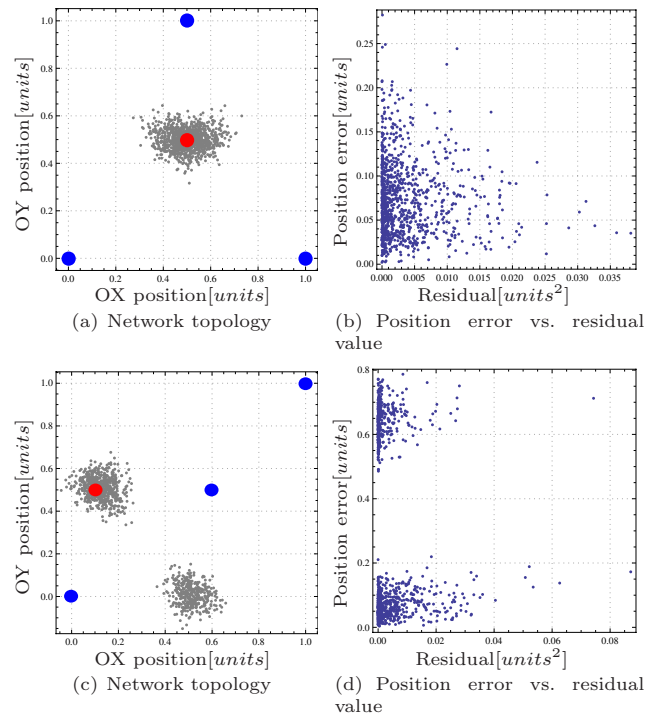 1.0
0.8
0.6
0.4
0.2
0.0
0.0 0.2 0.4 0.6 0.8 1.0
OY position[units]
OX position[units]
(a) Network topology
0.25
0.20
0.15
0.10
0.05
0.00
0.000 0.005 0.010 0.015 0.020 0.025 0.030 0.035
Position error[units]
Residual[units²]
(b) Position error vs. residual
value
1.0
0.8
0.6
0.4
0.2
0.0
0.0 0.2 0.4 0.6 0.8 1.0
OY position[units]
OX position[units]
(c) Network topology
0.8
0.6
0.4
0.2
0.0
0.00 0.02 0.04 0.06 0.08
Position error[units]
Residual[units²]
(d) Position error vs. residual
value